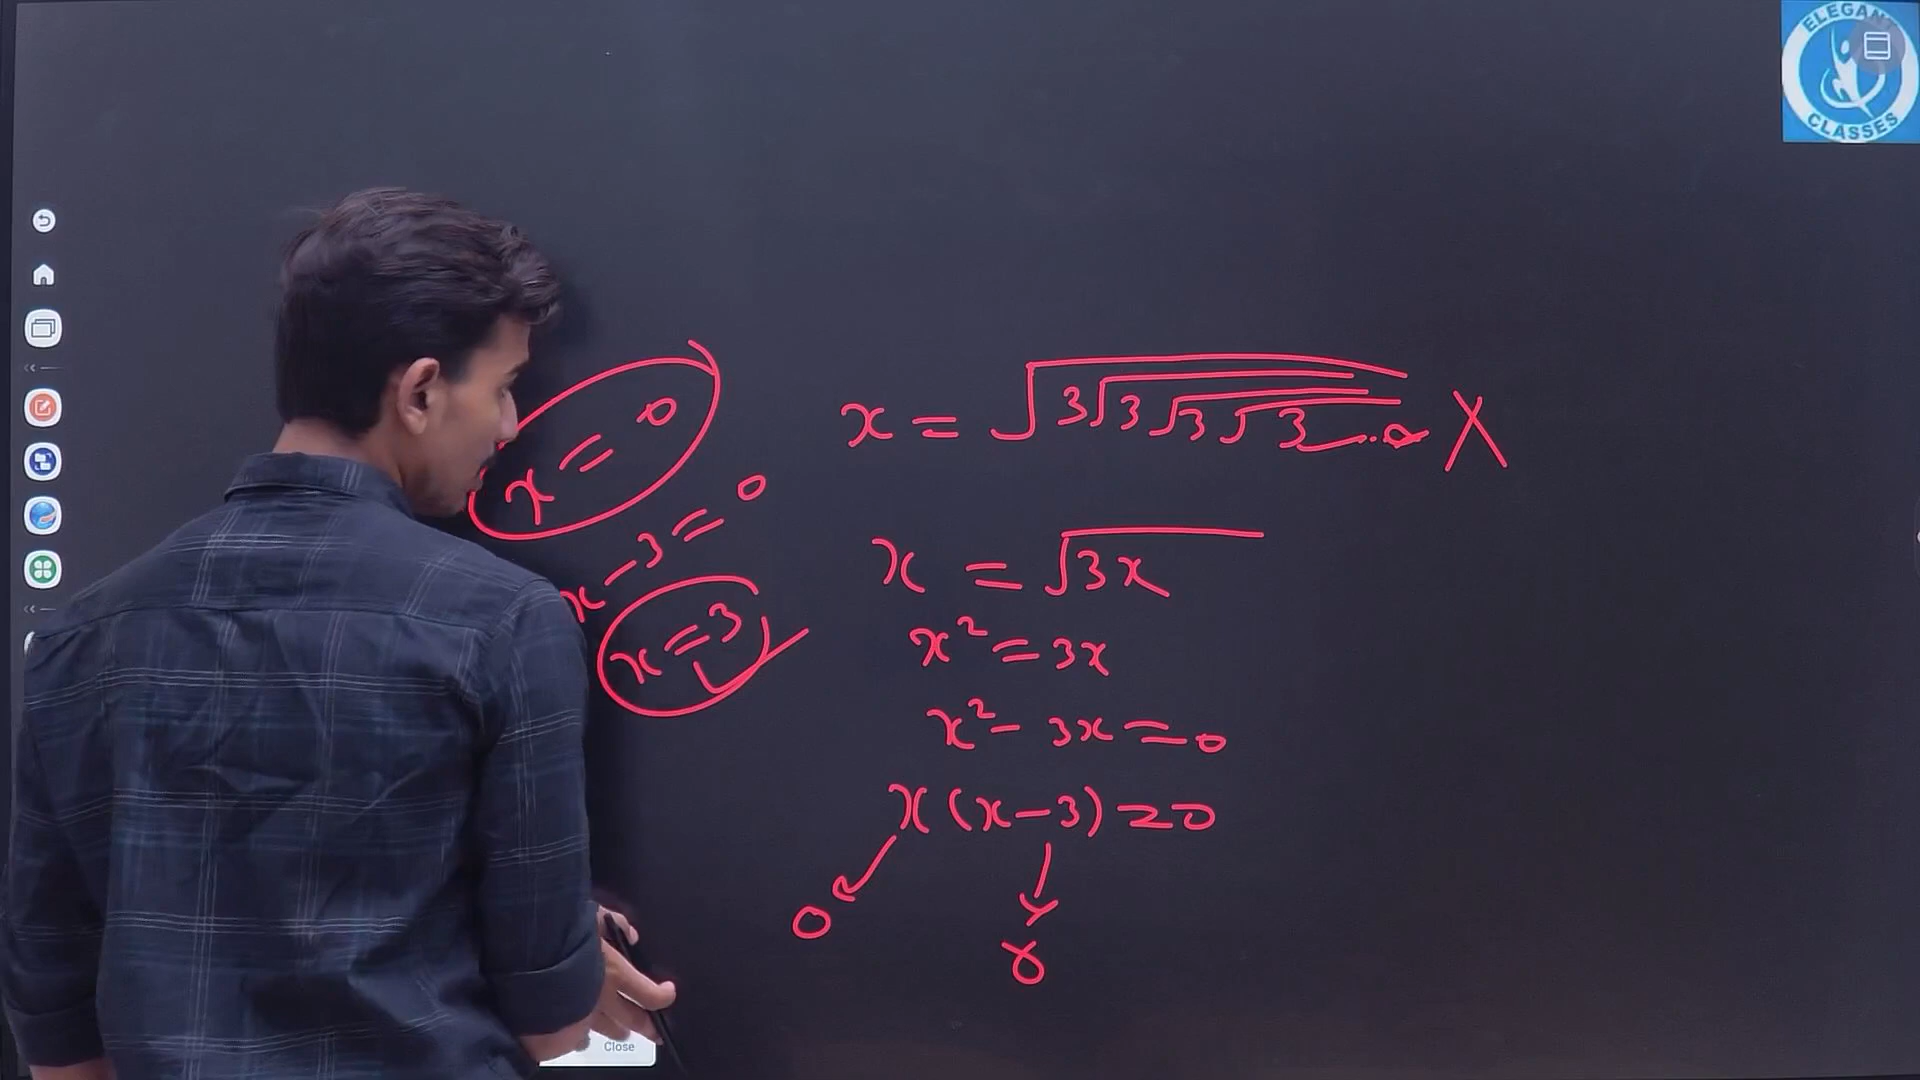 ELEGANT
CLASSES
x = √3√3√3√3....∞
x = √3x
x² = 3x
x² - 3x = 0
x(x-3) = 0
0
x = 0
x - 3 = 0
x = 3
Close